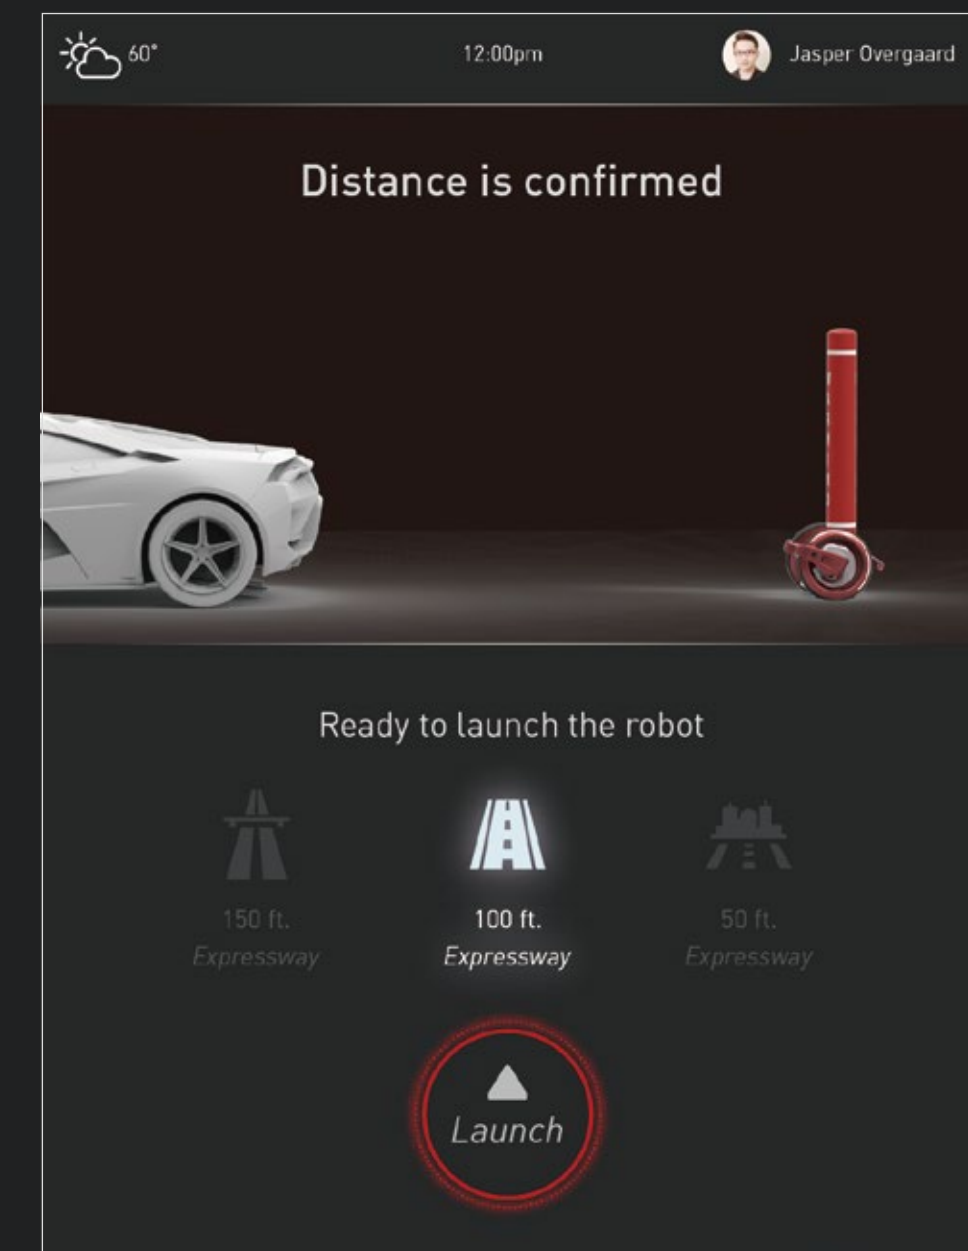 60°
12:00pm
Jasper Overgaard
Distance is confirmed
Ready to launch the robot
150 ft.
Expressway
100 ft.
Expressway
50 ft.
Expressway
Launch